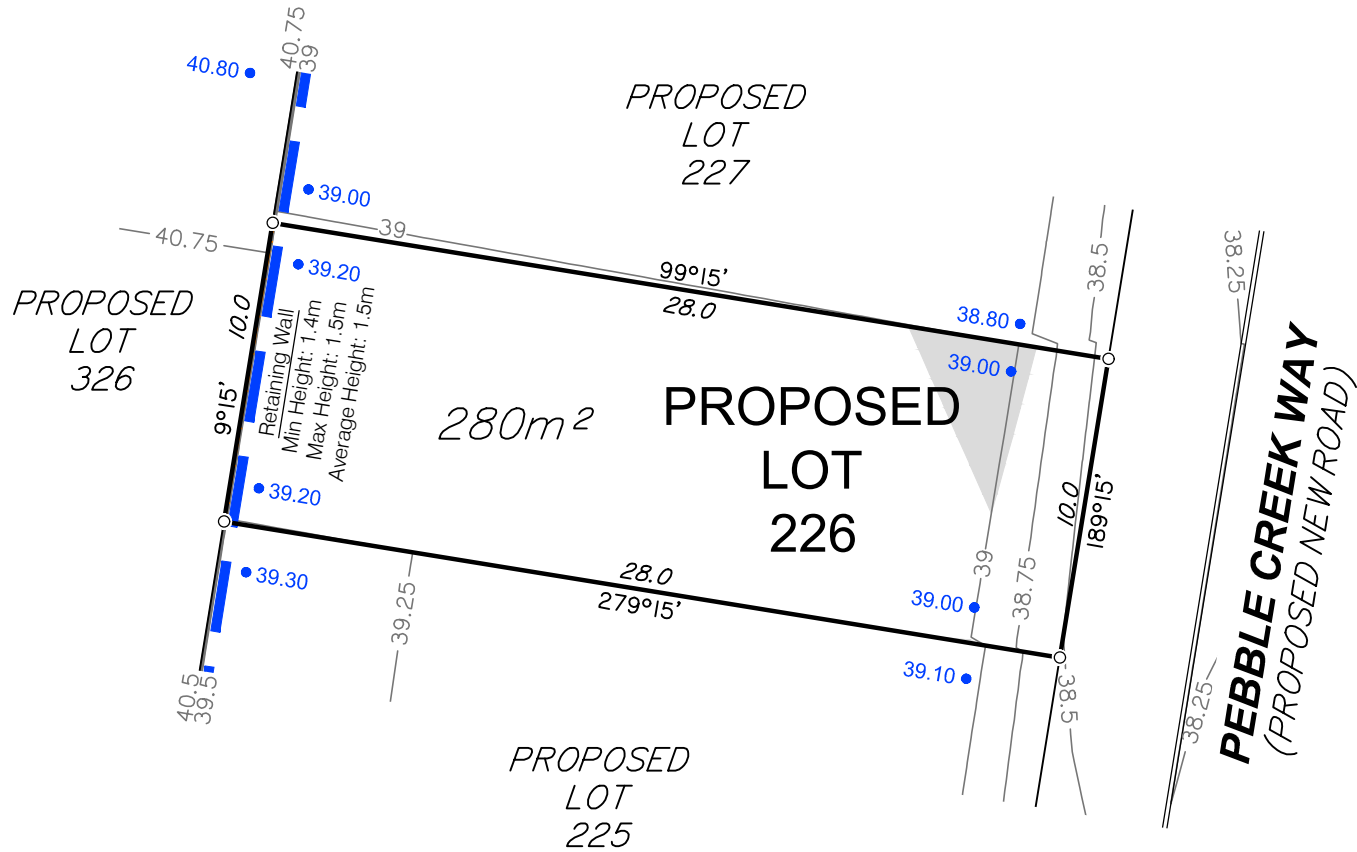 40.75
39
40.80
PROPOSED
LOT
227
39.00
39
40.75
39.20
99°15'
28.0
38.80
39.00
38.5
38.25
PROPOSED
LOT
326
10.0
9°15'
Retaining Wall
Min Height: 1.4m
Max Height: 1.5m
Average Height: 1.5m
280m²
PROPOSED
LOT
226
10.0
189°15'
PEBBLE CREEK WAY
(PROPOSED NEW ROAD)
39.20
39.30
28.0
279°15'
39.25
39
38.75
39.00
39.10
38.5
38.25
40.5
39.5
PROPOSED
LOT
225